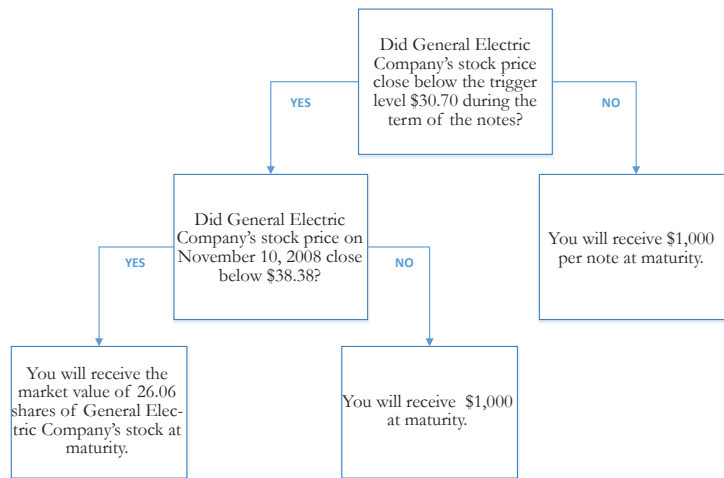 Did General Electric
Company's stock price
close below the trigger
level $30.70 during the
term of the notes?
YES
NO
Did General Electric
Company's stock price on
November 10, 2008 close
below $38.38?
You will receive $1,000
per note at maturity.
YES
NO
You will receive the
market value of 26.06
shares of General Elec-
tric Company's stock at
maturity.
You will receive $1,000
at maturity.